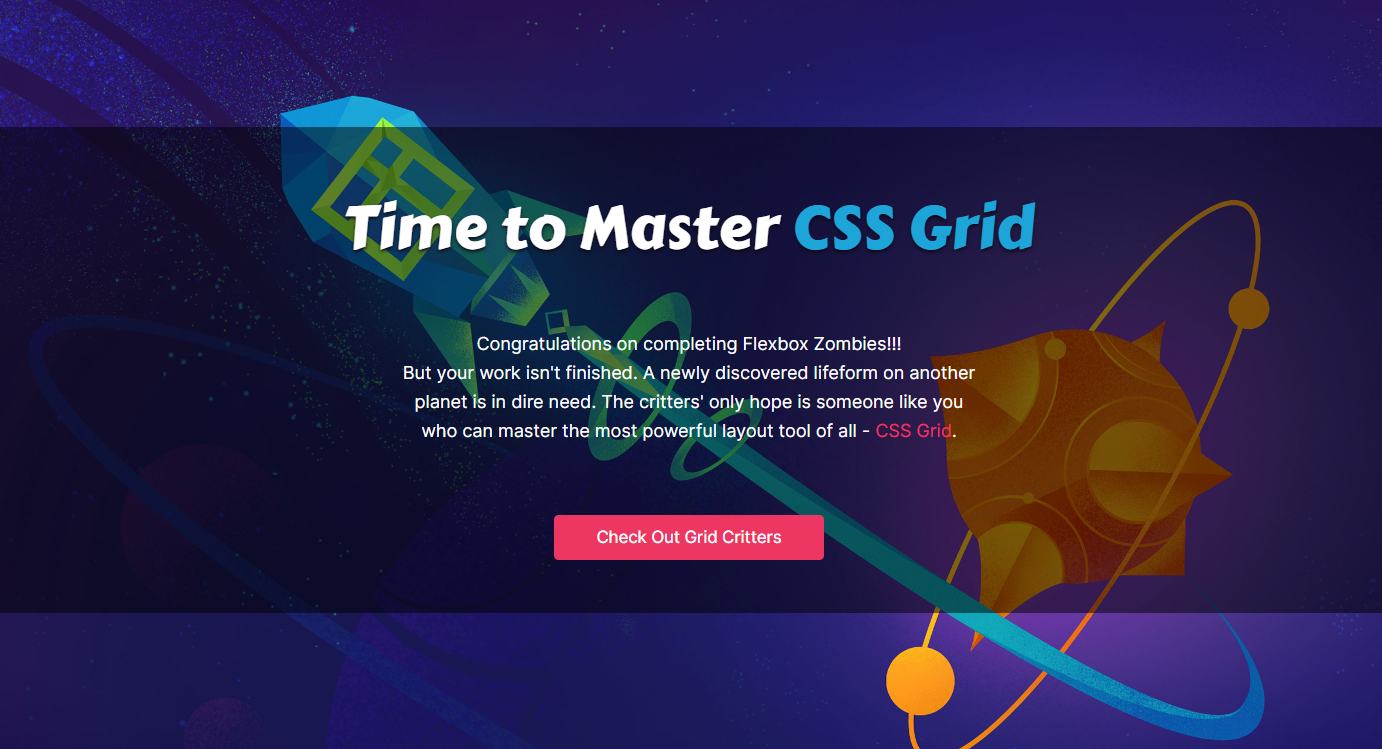 Time to Master CSS Grid
Congratulations on completing Flexbox Zombies!!!
But your work isn't finished. A newly discovered lifeform on another
planet is in dire need. The critters' only hope is someone like you
who can master the most powerful layout tool of all - CSS Grid.
Check Out Grid Critters